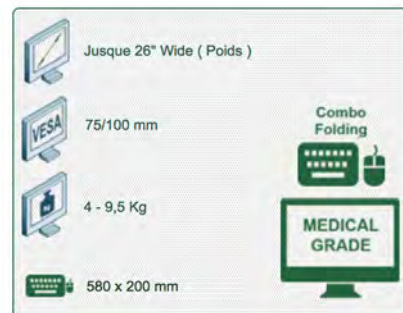 Jusque 26" Wide ( Poids )
VESA
75/100 mm
4 - 9,5 Kg
580 x 200 mm
Combo
Folding
MEDICAL
GRADE